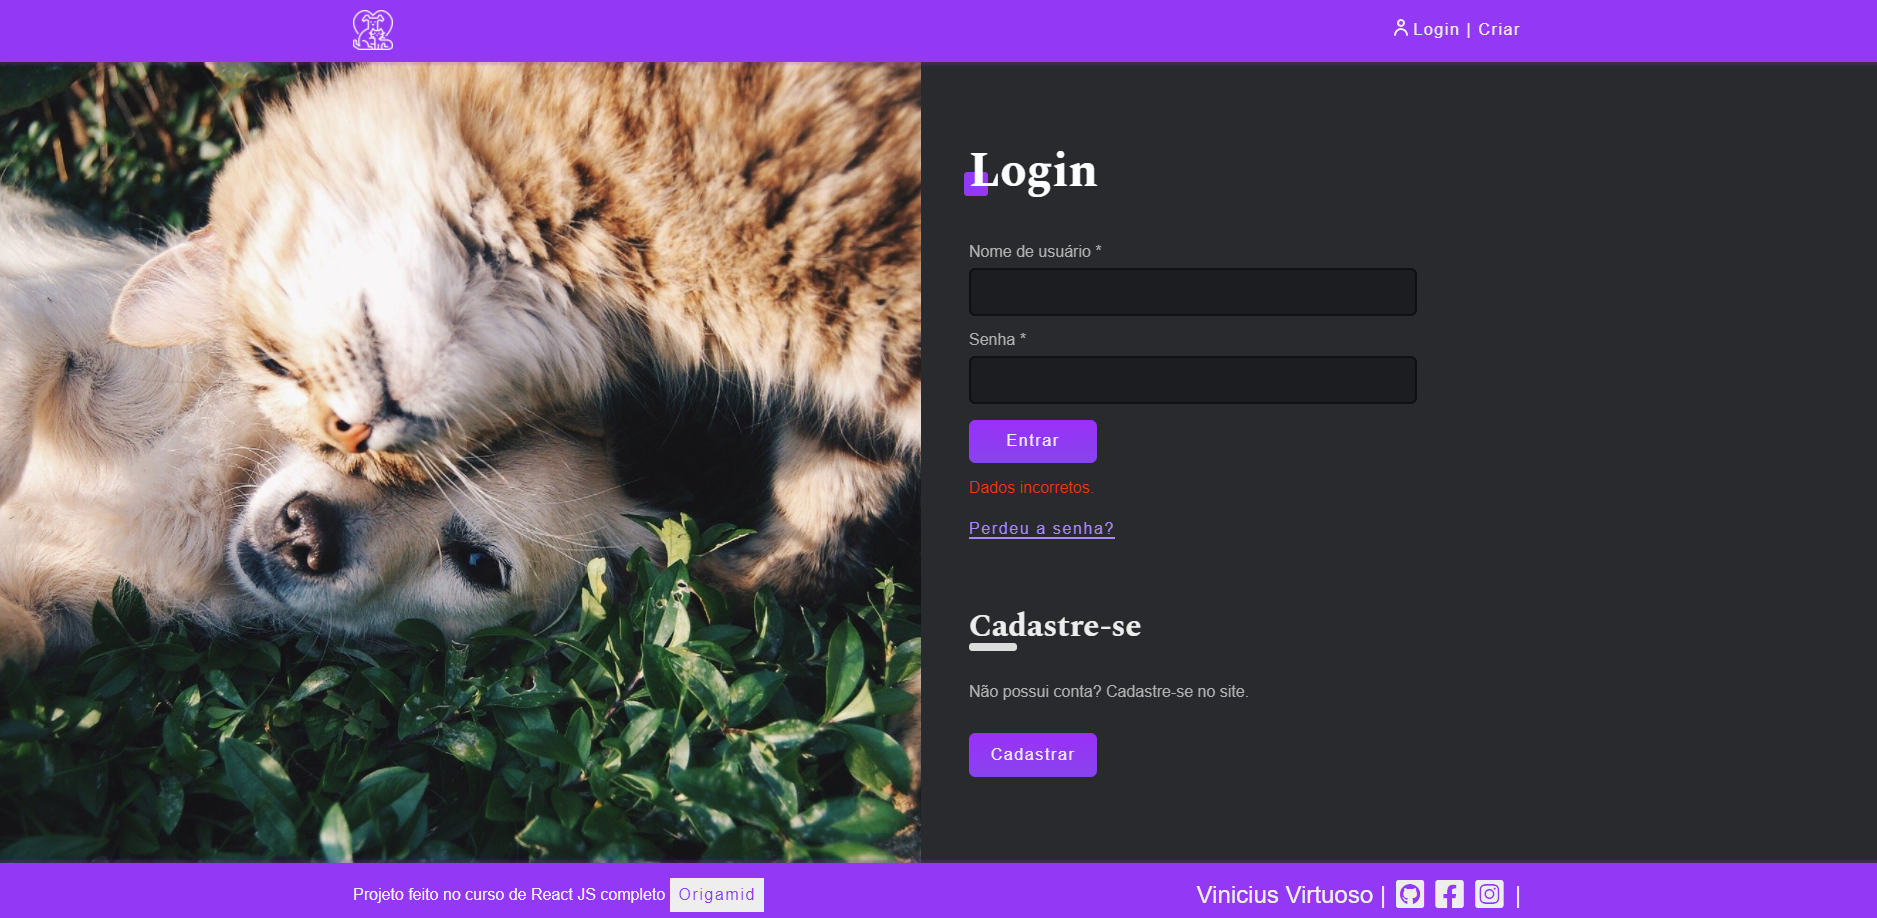 Login | Criar
Login
Nome de usuário *
Senha *
Entrar
Dados incorretos.
Perdeu a senha?
Cadastre-se
Não possui conta? Cadastre-se no site.
Cadastrar
Projeto feito no curso de React JS completo Origamid
Vinicius Virtuoso | |